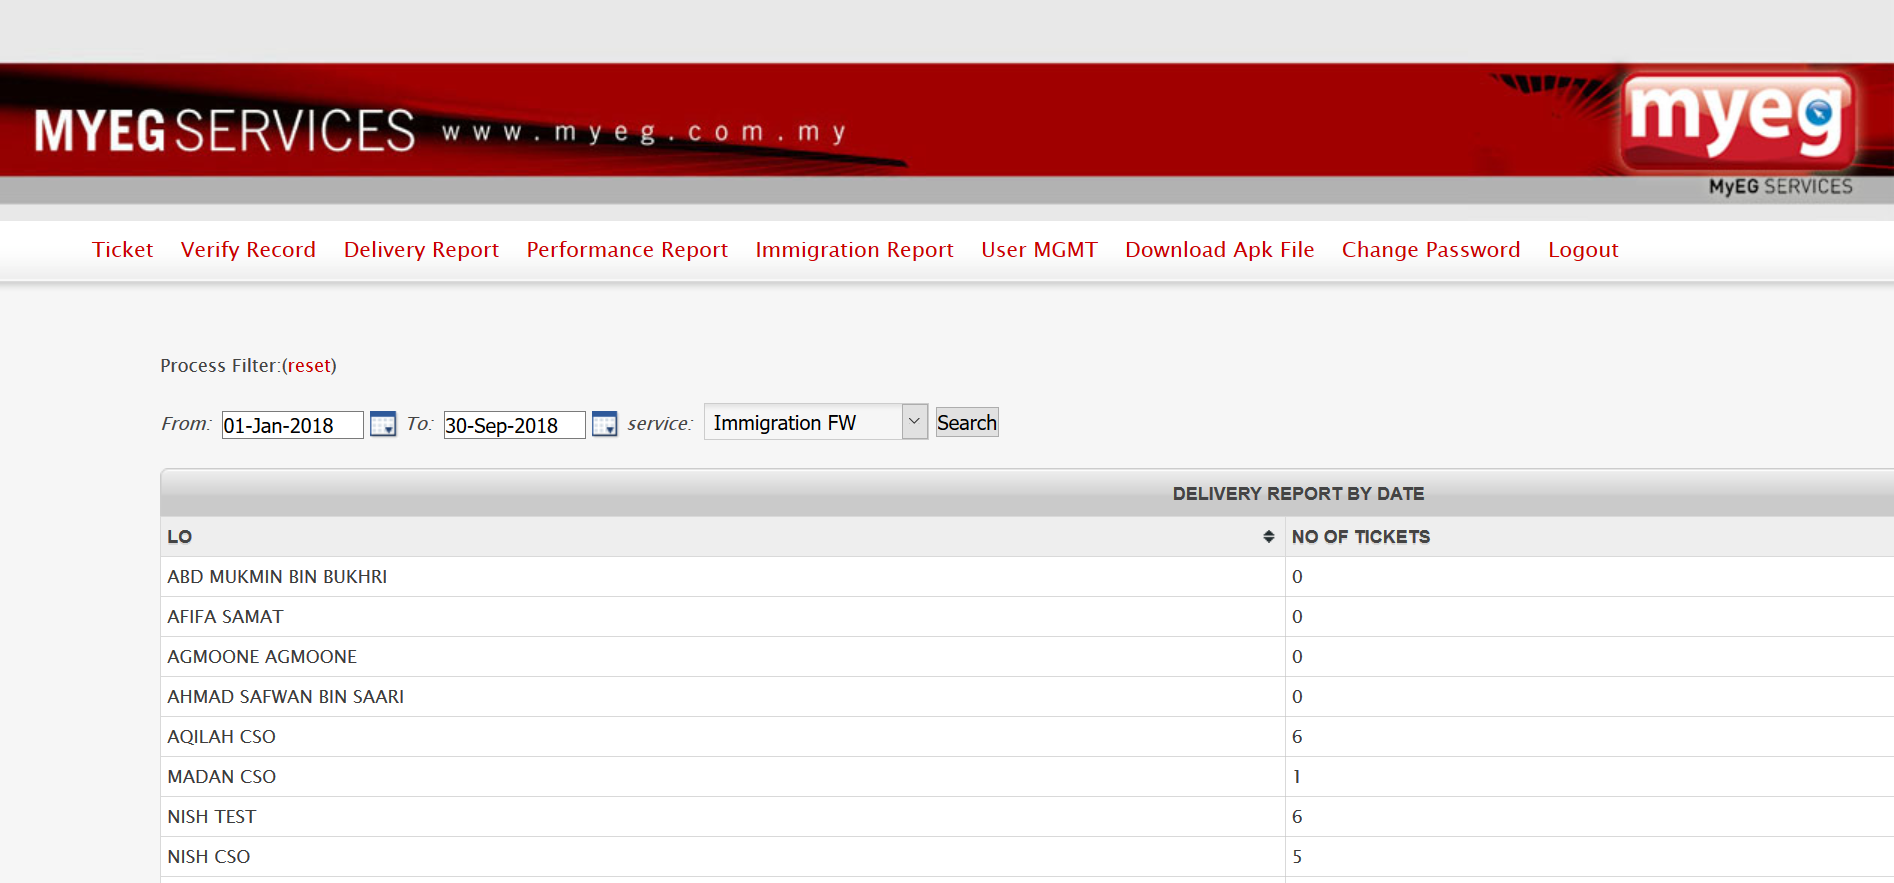 MYEG SERVICES www.myeg.com.my
myeg
MyEG SERVICES
Ticket Verify Record Delivery Report Performance Report Immigration Report User MGMT Download Apk File Change Password Logout
Process Filter:(reset)
From: 01-Jan-2018 To: 30-Sep-2018 service: Immigration FW Search
DELIVERY REPORT BY DATE
LO NO OF TICKETS
ABD MUKMIN BIN BUKHRI 0
AFIFA SAMAT 0
AGMOONE AGMOONE 0
AHMAD SAFWAN BIN SAARI 0
AQILAH CSO 6
MADAN CSO 1
NISH TEST 6
NISH CSO 5